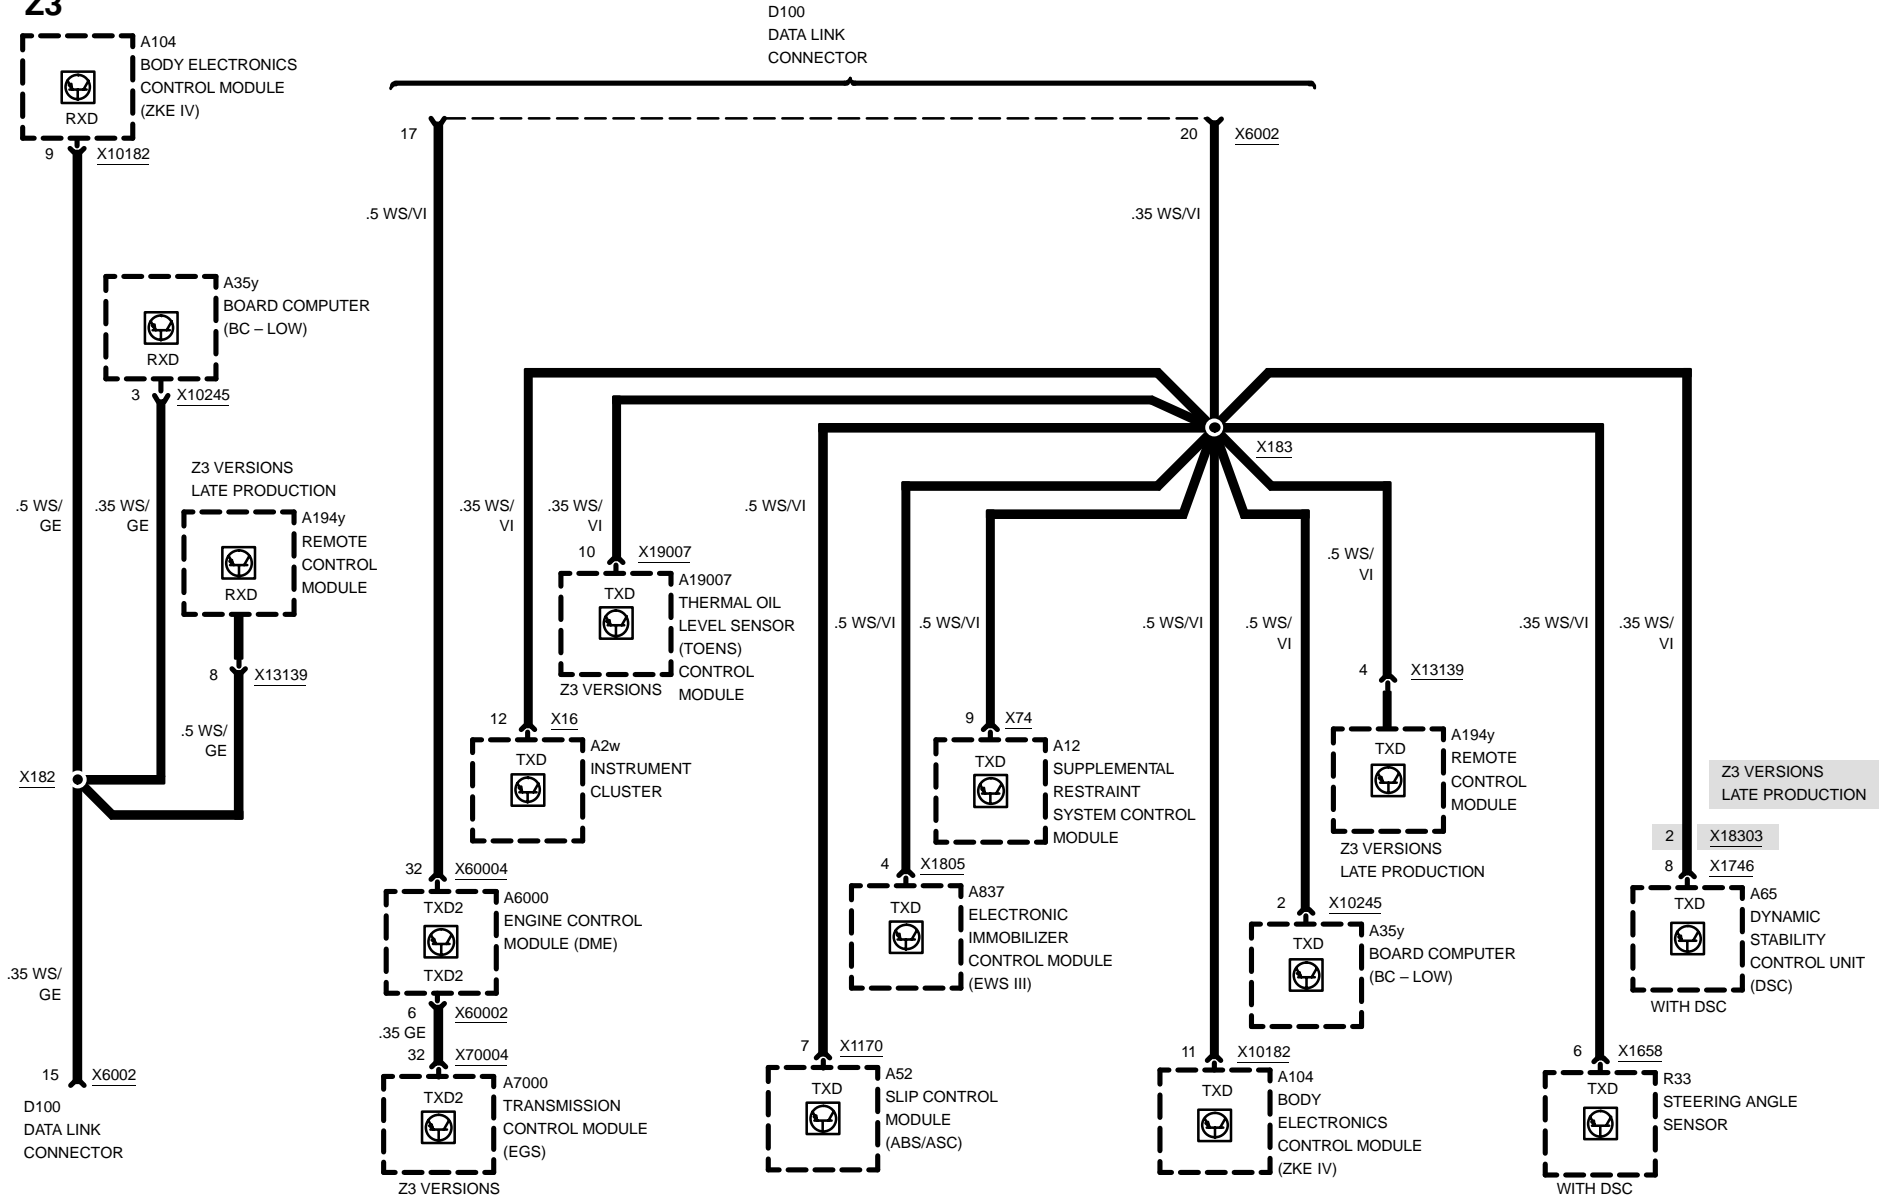 Z3
D100
DATA LINK
CONNECTOR
A104
BODY ELECTRONICS
CONTROL MODULE
(ZKE IV)
RXD
9
X10182
17
20
X6002
.5 WS/VI
.35 WS/VI
A35y
BOARD COMPUTER
(BC – LOW)
RXD
3
X10245
Z3 VERSIONS
LATE PRODUCTION
A194y
REMOTE
CONTROL
MODULE
RXD
8
X13139
.5 WS/
GE
.35 WS/
GE
.5 WS/
GE
X182
.35 WS/
GE
15
X6002
D100
DATA LINK
CONNECTOR
X183
.35 WS/
VI
.35 WS/
VI
.5 WS/VI
10
X19007
TXD
A19007
THERMAL OIL
LEVEL SENSOR
(TOENS)
CONTROL
MODULE
Z3 VERSIONS
12
X16
TXD
A2w
INSTRUMENT
CLUSTER
32
X60004
TXD2
TXD2
A6000
ENGINE CONTROL
MODULE (DME)
6
X60002
.35 GE
32
X70004
TXD2
A7000
TRANSMISSION
CONTROL MODULE
(EGS)
Z3 VERSIONS
.5 WS/VI
.5 WS/VI
9
X74
TXD
A12
SUPPLEMENTAL
RESTRAINT
SYSTEM CONTROL
MODULE
4
X1805
TXD
A837
ELECTRONIC
IMMOBILIZER
CONTROL MODULE
(EWS III)
7
X1170
TXD
A52
SLIP CONTROL
MODULE
(ABS/ASC)
.5 WS/VI
.5 WS/
VI
.5 WS/
VI
4
X13139
TXD
A194y
REMOTE
CONTROL
MODULE
Z3 VERSIONS
LATE PRODUCTION
2
X10245
TXD
A35y
BOARD COMPUTER
(BC – LOW)
11
X10182
TXD
A104
BODY
ELECTRONICS
CONTROL MODULE
(ZKE IV)
.35 WS/VI
.35 WS/
VI
Z3 VERSIONS
LATE PRODUCTION
2
X18303
8
X1746
TXD
A65
DYNAMIC
STABILITY
CONTROL UNIT
(DSC)
WITH DSC
6
X1658
TXD
R33
STEERING ANGLE
SENSOR
WITH DSC